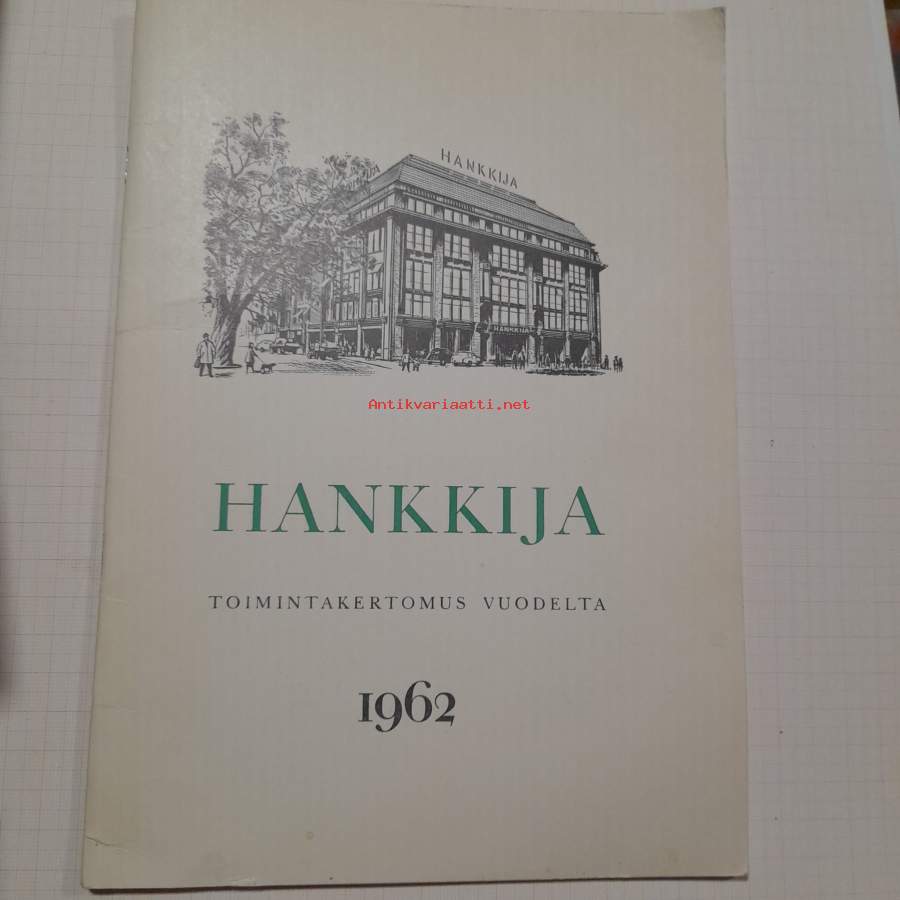 HANKKIJA
HANKKIJA
Antikvariaatti.net
HANKKIJA
TOIMINTAKERTOMUS VUODELTA
1962